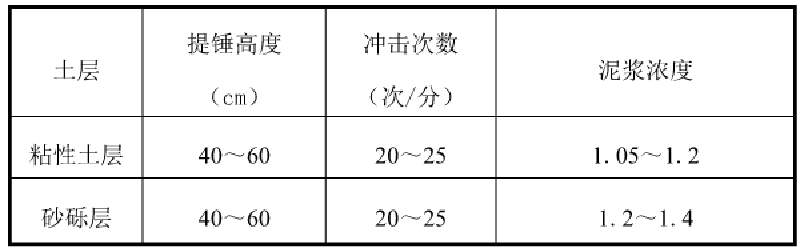 土层 提锤高度（cm） 冲击次数（次/分） 泥浆浓度
粘性土层 40～60 20～25 1.05～1.2
砂砾层 40～60 20～25 1.2～1.4